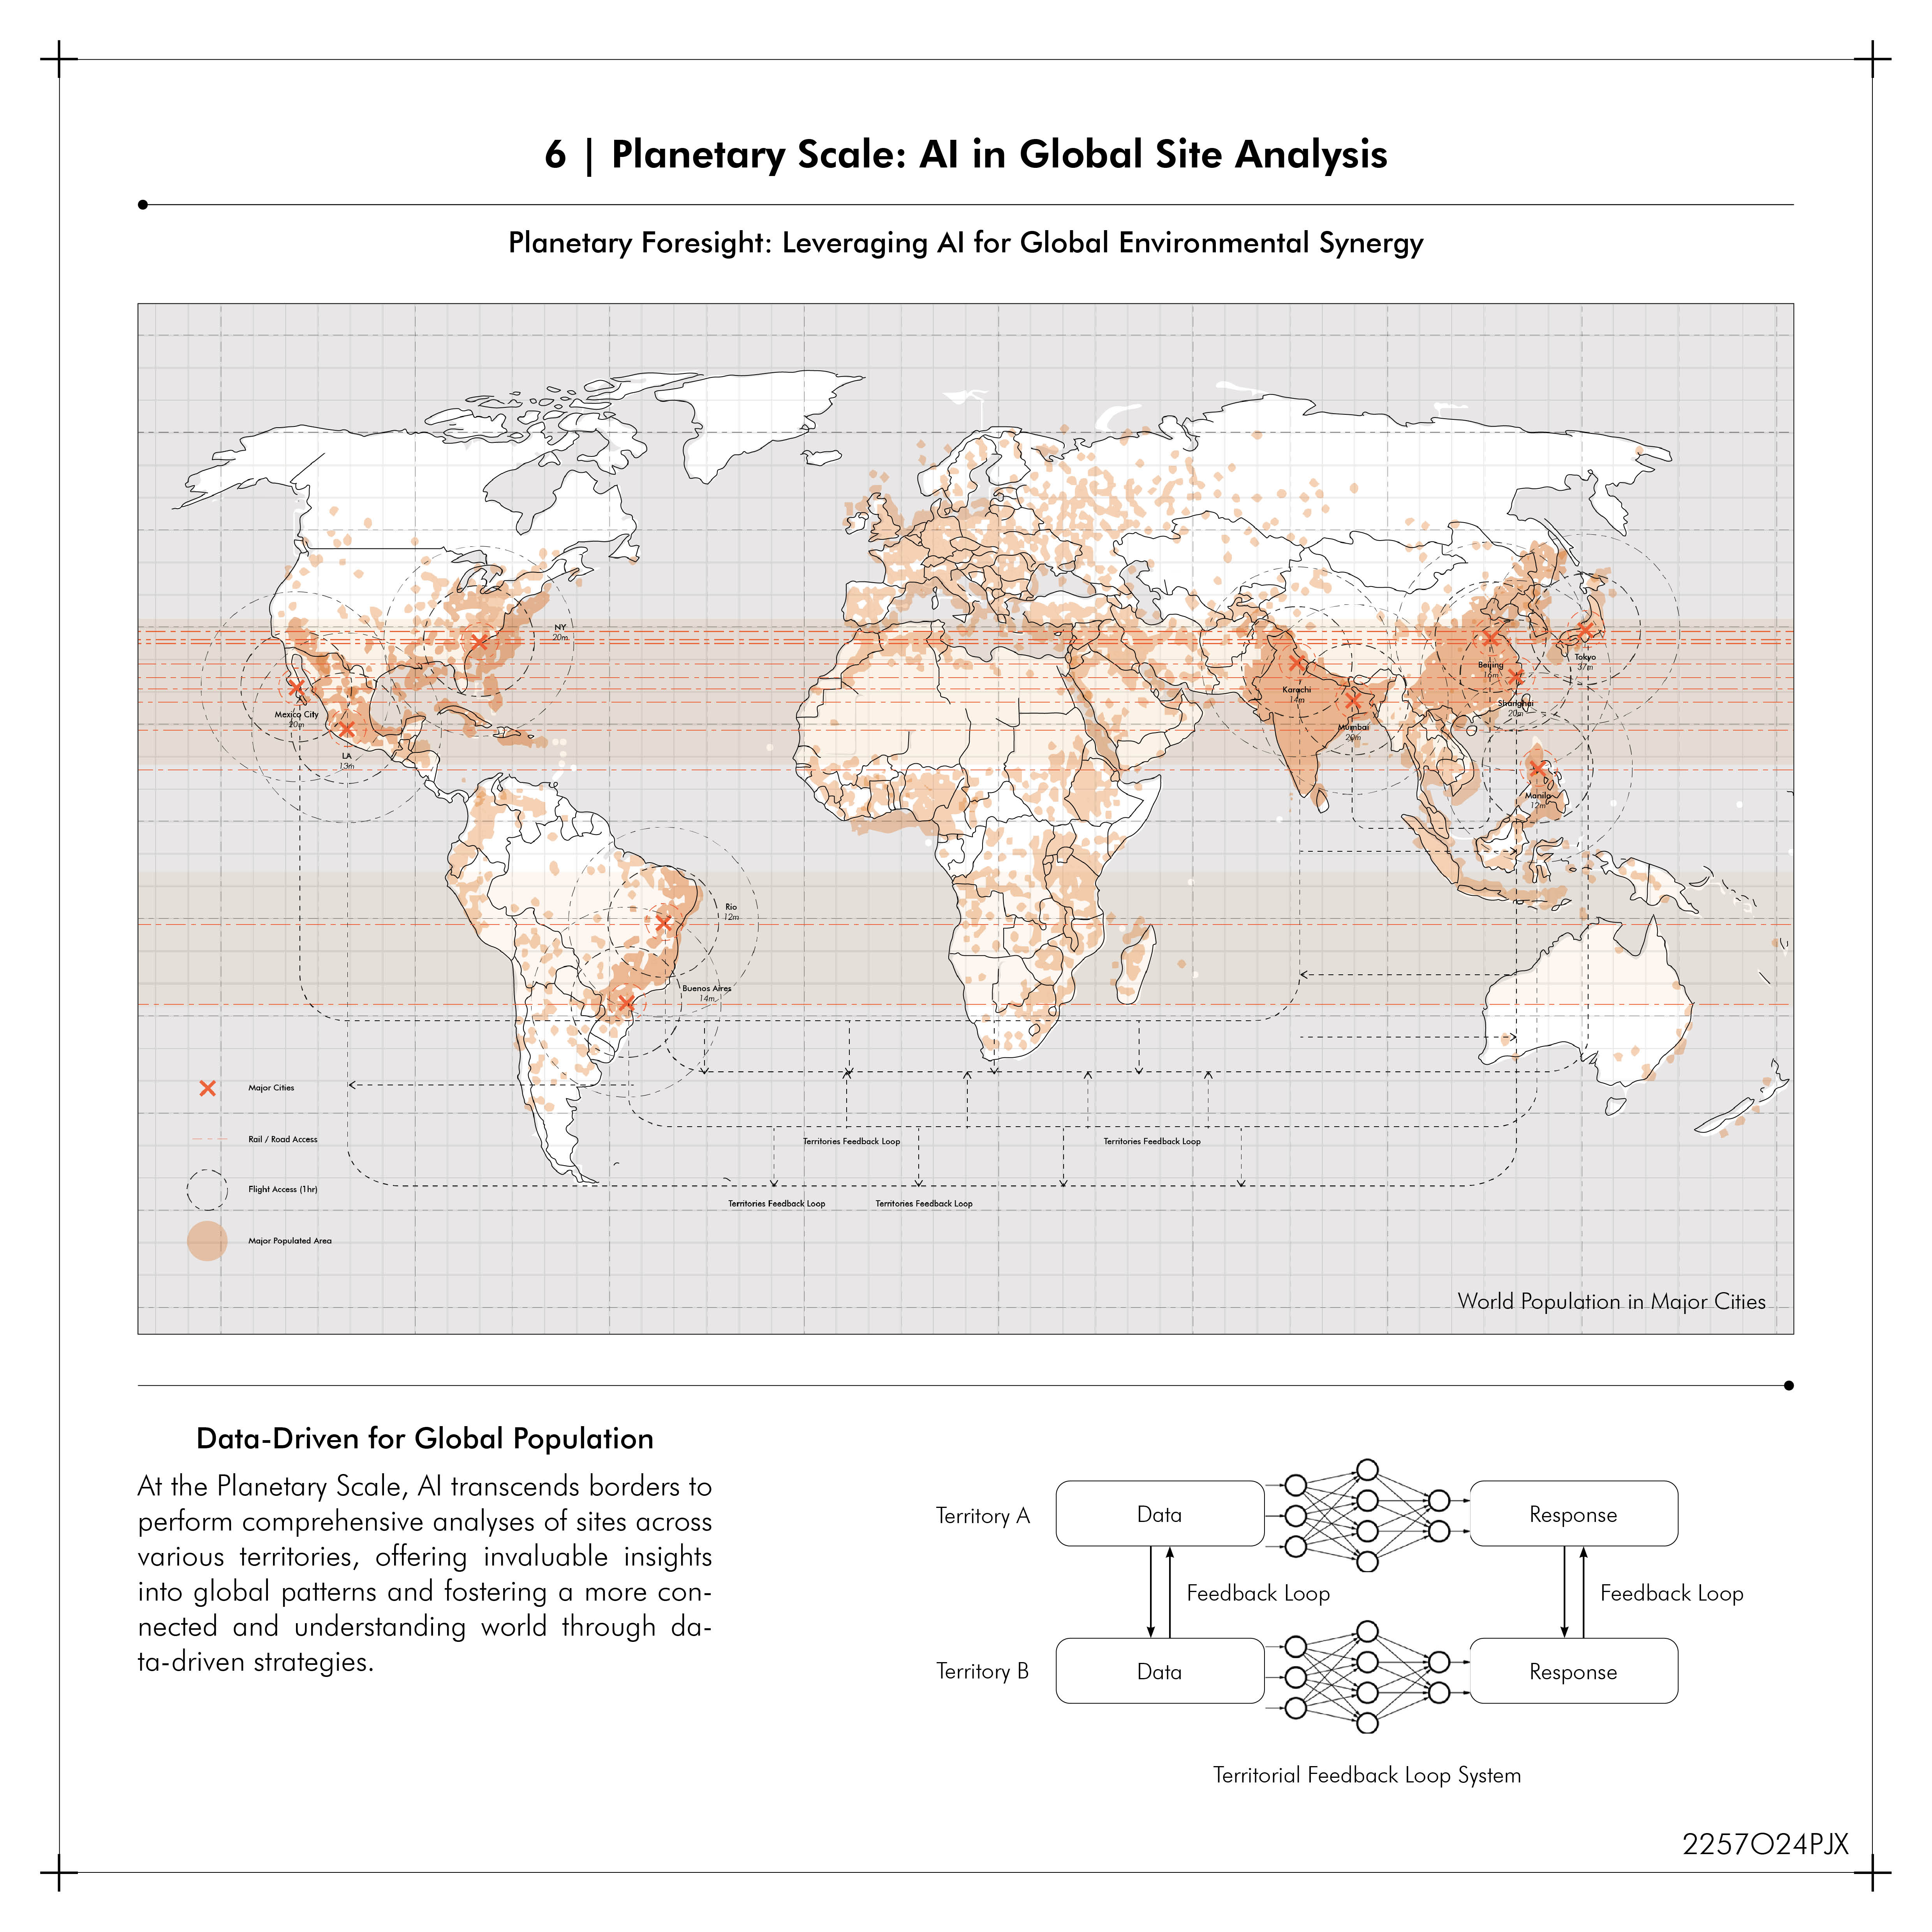 6 | Planetary Scale: AI in Global Site Analysis
Planetary Foresight: Leveraging AI for Global Environmental Synergy
NY
20m
Mexico City
20m
LA
13m
Rio
12m
Buenos Aires
14m
Karachi
14m
Mumbai
20m
Beijing
16m
Shanghai
20m
Tokyo
37m
Manila
12m
Major Cities
Rail / Road Access
Flight Access (1hr)
Major Populated Area
Territories Feedback Loop
Territories Feedback Loop
Territories Feedback Loop
Territories Feedback Loop
World Population in Major Cities
Data-Driven for Global Population
At the Planetary Scale, AI transcends borders to
perform comprehensive analyses of sites across
various territories, offering invaluable insights
into global patterns and fostering a more con-
nected and understanding world through da-
ta-driven strategies.
Territory A
Data
Response
Feedback Loop
Feedback Loop
Territory B
Data
Response
Territorial Feedback Loop System
2257O24PJX